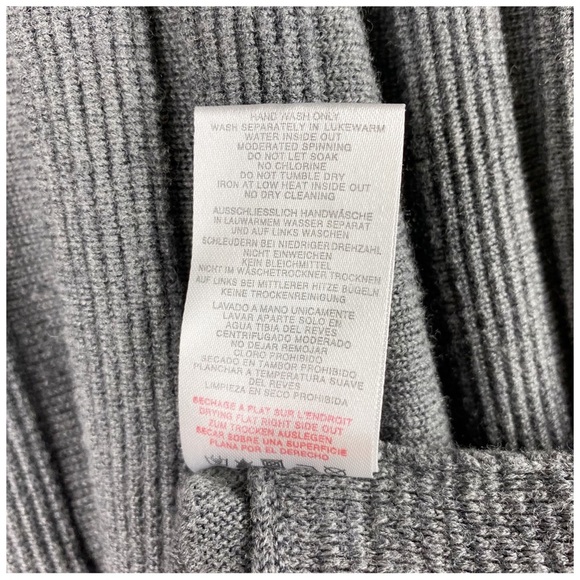 HAND WASH ONLY
WASH SEPARATELY IN LUKEWARM
WATER INSIDE OUT
MODERATED SPINNING
DO NOT LET SOAK
NO CHLORINE
DO NOT TUMBLE DRY
IRON AT LOW HEAT INSIDE OUT
NO DRY CLEANING
AUSSCHLIESSLICH HANDWÄSCHE
IN LAUWARMEM WASSER SEPARAT
UND AUF LINKS WASCHEN
SCHLEUDERN BEI NIEDRIGER DREHZAHL
NICHT EINWEICHEN
KEIN BLEICHMITTEL
NICHT IM WÄSCHETROCKNER TROCKNEN
AUF LINKS BEI MITTLERER HITZE BÜGELN
KEINE TROCKENREINIGUNG
LAVADO A MANO UNICAMENTE
LAVAR APARTE SOLO EN
AGUA TIBIA DEL REVES
CENTRIFUGADO MODERADO
NO DEJAR REMOJAR
CLORO PROHIBIDO
SECADO EN TAMBOR PROHIBIDO
PLANCHAR A TEMPERATURA SUAVE
DEL REVES
LIMPIEZA EN SECO PROHIBIDA
SECHAGE A PLAT SUR L'ENDROIT
DRYING FLAT RIGHT SIDE OUT
ZUM TROCKEN AUSLEGEN
SECAR SOBRE UNA SUPERFICIE
PLANA POR EL DERECHO